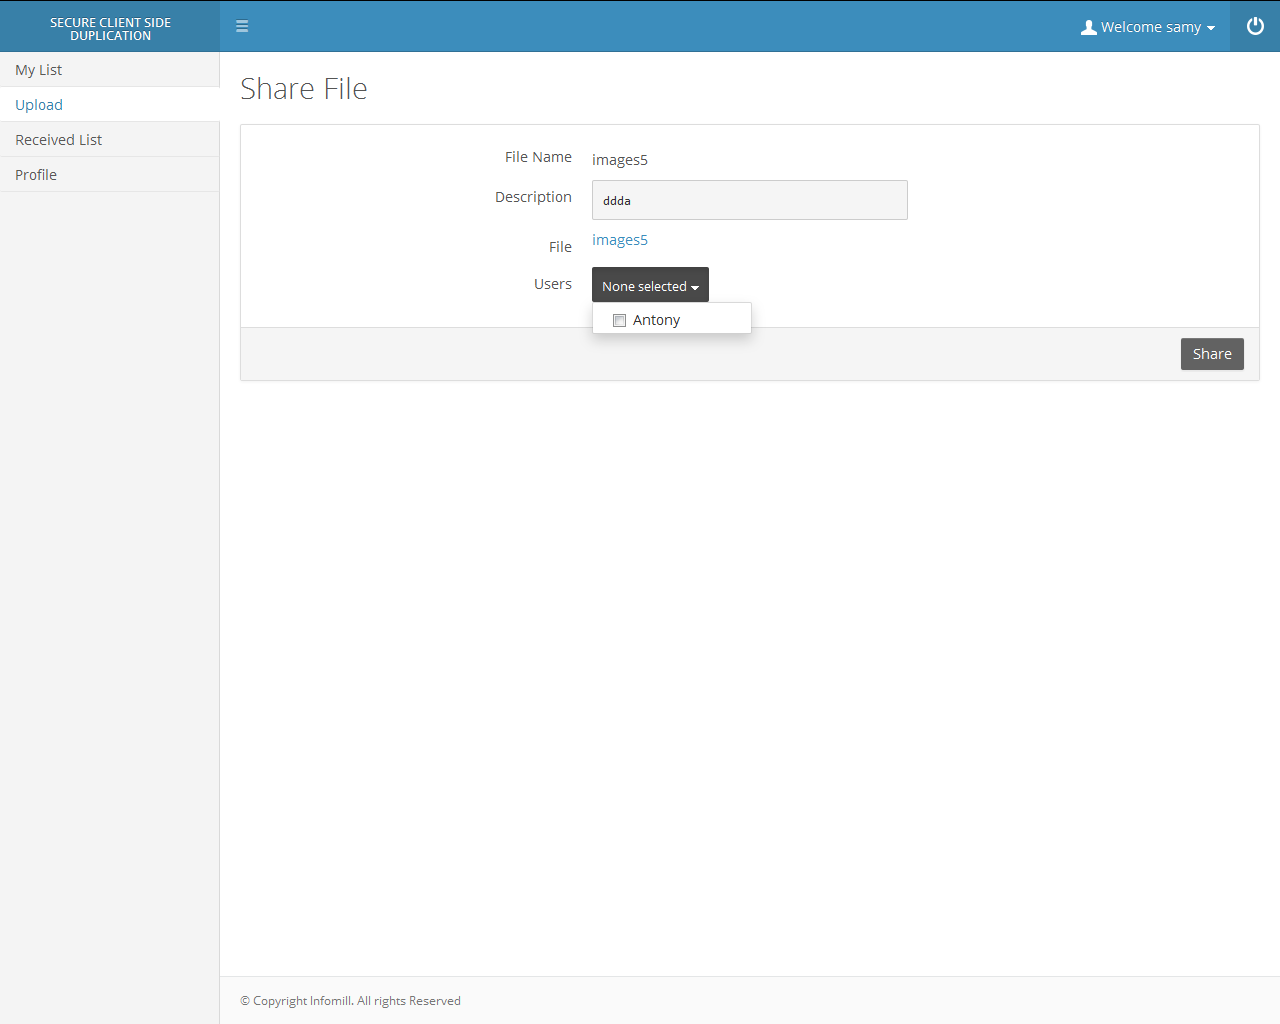 SECURE CLIENT SIDE
DUPLICATION
Welcome samy
My List
Upload
Received List
Profile
Share File
File Name images5
Description ddda
File images5
Users None selected
Antony
Share
© Copyright Infomill. All rights Reserved